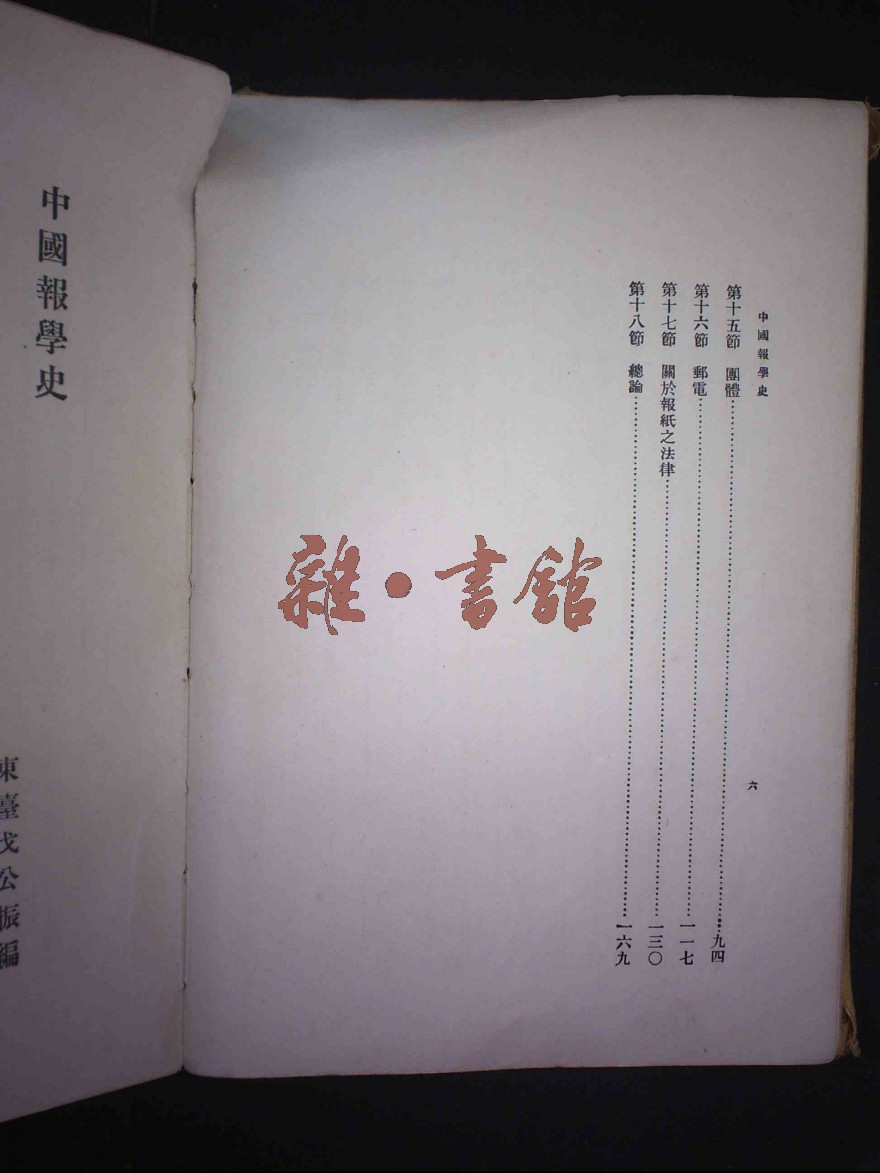 中國報學史
六
第十五節　團體……九四
第十六節　郵電……一一七
第十七節　關於報紙之法律……一三〇
第十八節　總論……一六九
雜·書館
中國報學史
東臺戈公振編